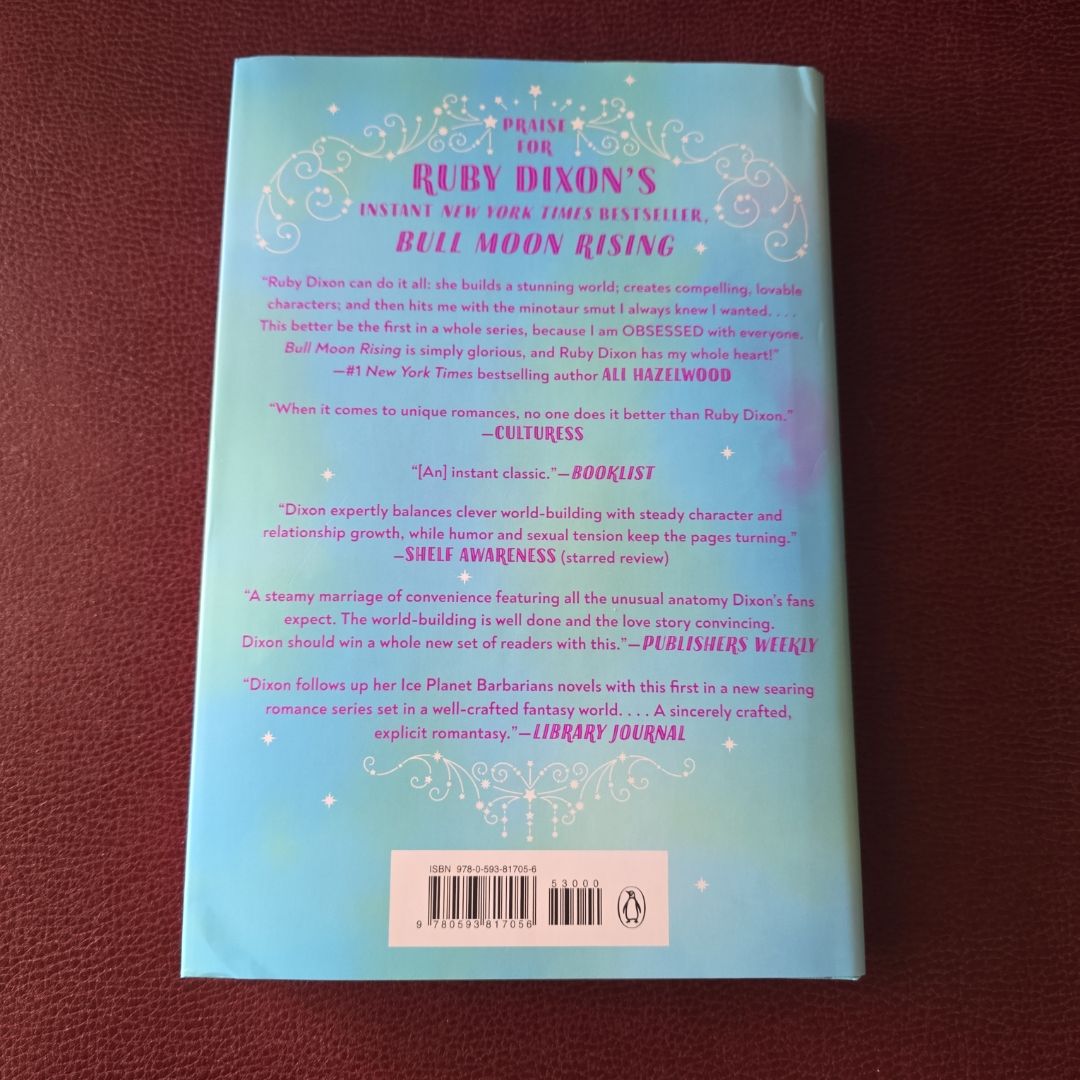 PRAISE
FOR
RUBY DIXON'S
INSTANT NEW YORK TIMES BESTSELLER,
BULL MOON RISING
"Ruby Dixon can do it all: she builds a stunning world; creates compelling, lovable
characters; and then hits me with the minotaur smut I always knew I wanted. . . .
This better be the first in a whole series, because I am OBSESSED with everyone.
Bull Moon Rising is simply glorious, and Ruby Dixon has my whole heart!"
—#1 New York Times bestselling author ALI HAZELWOOD
"When it comes to unique romances, no one does it better than Ruby Dixon."
—CULTURESS
"[An] instant classic."—BOOKLIST
"Dixon expertly balances clever world-building with steady character and
relationship growth, while humor and sexual tension keep the pages turning."
—SHELF AWARENESS (starred review)
"A steamy marriage of convenience featuring all the unusual anatomy Dixon's fans
expect. The world-building is well done and the love story convincing.
Dixon should win a whole new set of readers with this."—PUBLISHERS WEEKLY
"Dixon follows up her Ice Planet Barbarians novels with this first in a new searing
romance series set in a well-crafted fantasy world. . . . A sincerely crafted,
explicit romantasy."—LIBRARY JOURNAL
ISBN 978-0-593-81705-6
53000
9 780593 817056